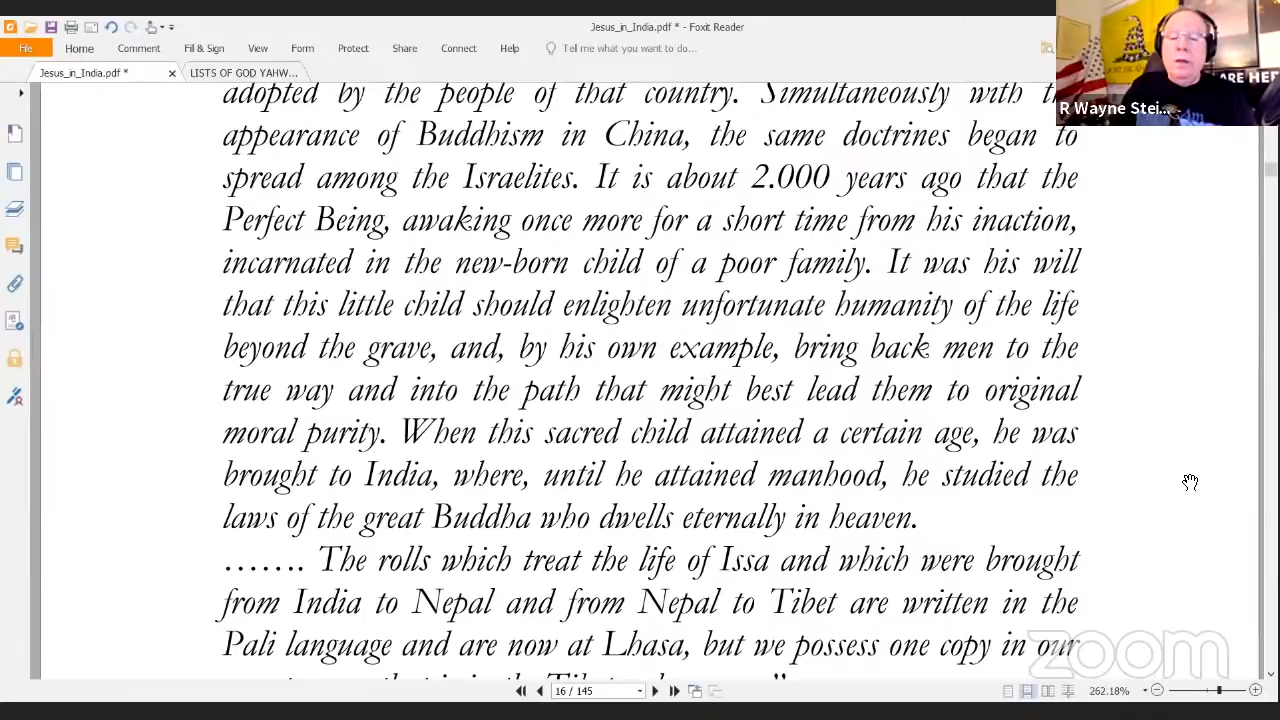 Jesus_in_India.pdf * - Foxit Reader
File Home Comment Fill & Sign View Form Protect Share Connect Help Tell me what you want to do...
Jesus_in_India.pdf * LISTS OF GOD YAHW...
ARE HER
R Wayne Stei...
adopted by the people of that country. Simultaneously with
appearance of Buddhism in China, the same doctrines began to
spread among the Israelites. It is about 2.000 years ago that the
Perfect Being, awaking once more for a short time from his inaction,
incarnated in the new-born child of a poor family. It was his will
that this little child should enlighten unfortunate humanity of the life
beyond the grave, and, by his own example, bring back men to the
true way and into the path that might best lead them to original
moral purity. When this sacred child attained a certain age, he was
brought to India, where, until he attained manhood, he studied the
laws of the great Buddha who dwells eternally in heaven.
....... The rolls which treat the life of Issa and which were brought
from India to Nepal and from Nepal to Tibet are written in the
Pali language and are now at Lhasa, but we possess one copy in our
zoom
16 / 145
262.18%